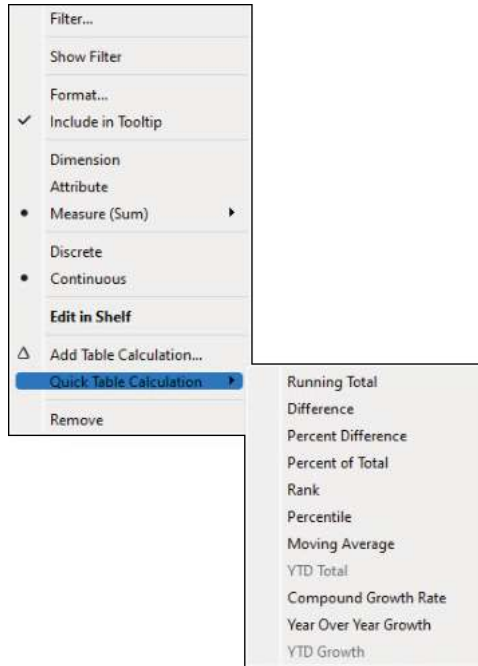 Filter...
Show Filter
Format...
Include in Tooltip
Dimension
Attribute
Measure (Sum)
Discrete
Continuous
Edit in Shelf
Add Table Calculation...
Quick Table Calculation
Remove
Running Total
Difference
Percent Difference
Percent of Total
Rank
Percentile
Moving Average
YTD Total
Compound Growth Rate
Year Over Year Growth
YTD Growth